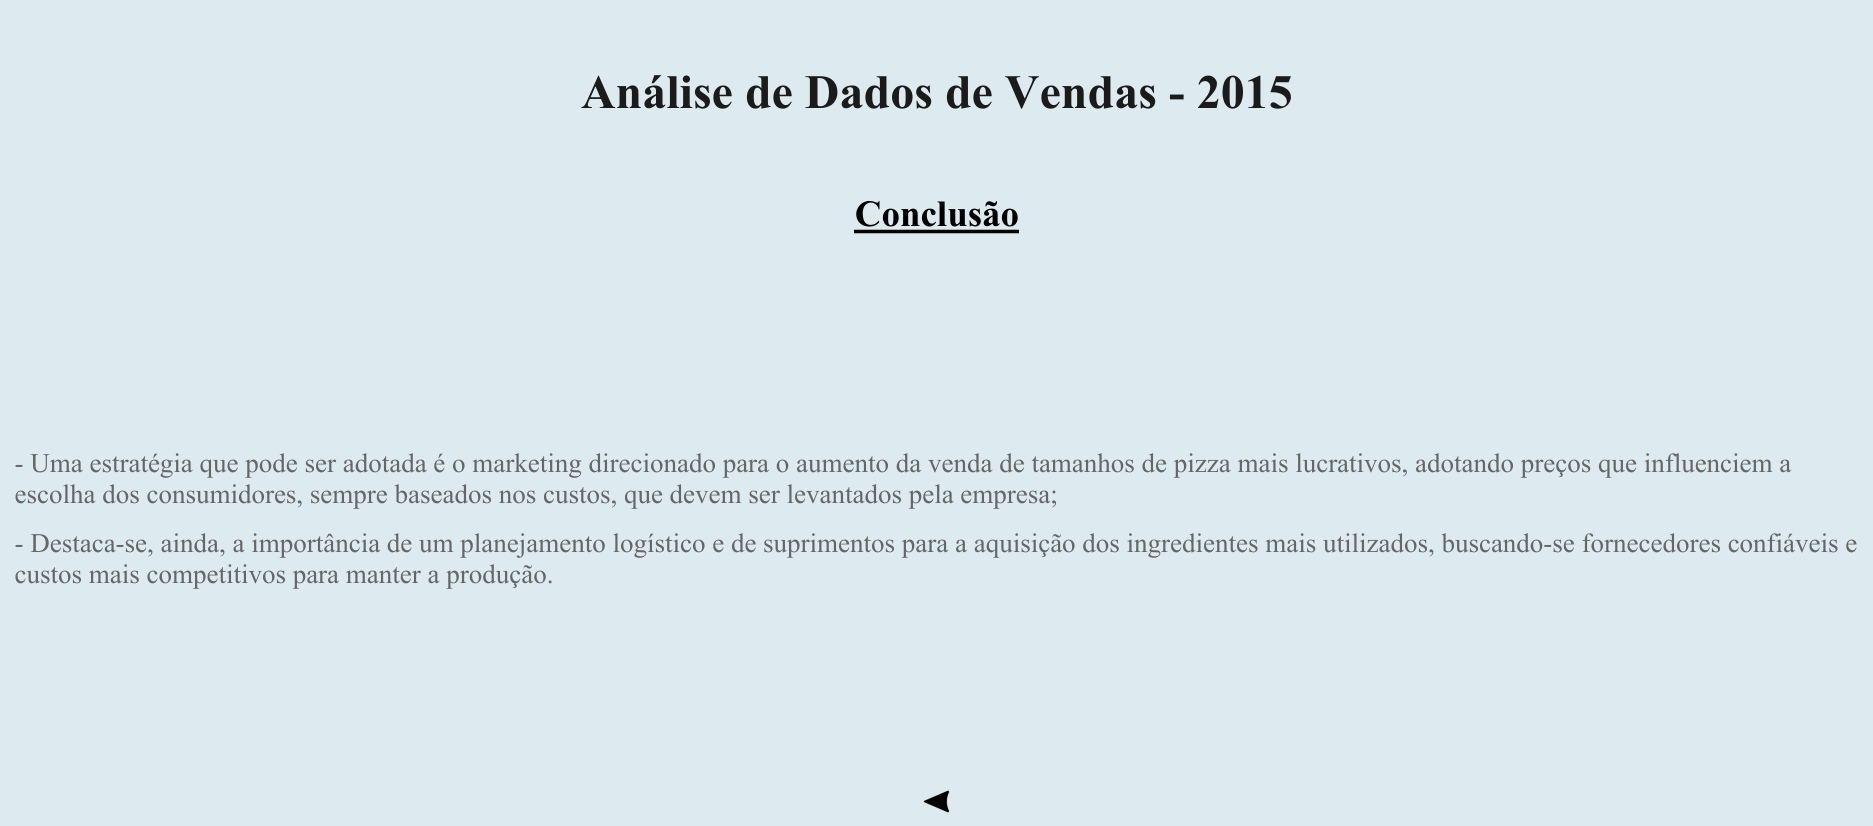 Análise de Dados de Vendas - 2015
Conclusão
- Uma estratégia que pode ser adotada é o marketing direcionado para o aumento da venda de tamanhos de pizza mais lucrativos, adotando preços que influenciem a
escolha dos consumidores, sempre baseados nos custos, que devem ser levantados pela empresa;
- Destaca-se, ainda, a importância de um planejamento logístico e de suprimentos para a aquisição dos ingredientes mais utilizados, buscando-se fornecedores confiáveis e
custos mais competitivos para manter a produção.